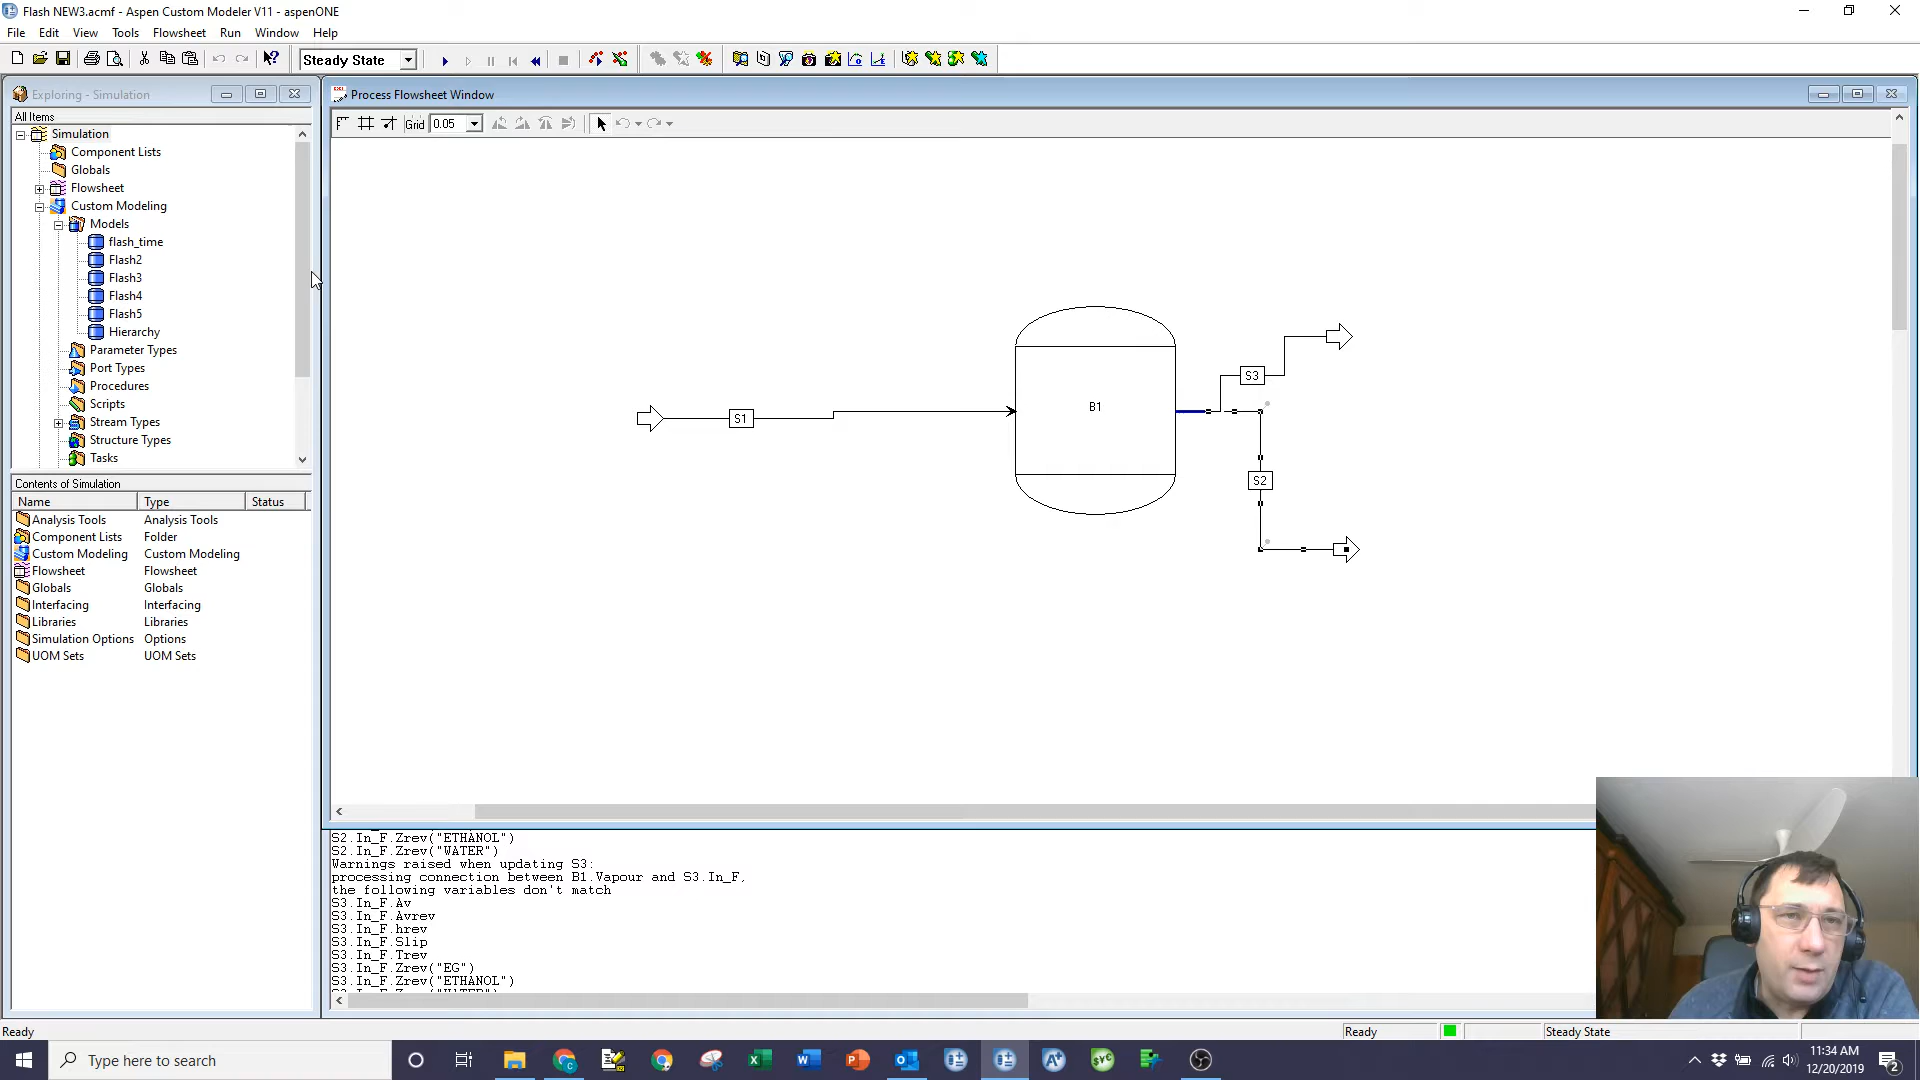 Flash NEW3.acmf - Aspen Custom Modeler V11 - aspenONE
File Edit View Tools Flowsheet Run Window Help
Steady State
Exploring - Simulation
All Items
Simulation
Component Lists
Globals
Flowsheet
Custom Modeling
Models
flash_time
Flash2
Flash3
Flash4
Flash5
Hierarchy
Parameter Types
Port Types
Procedures
Scripts
Stream Types
Structure Types
Tasks
Contents of Simulation
Name Type Status
Analysis Tools Analysis Tools
Component Lists Folder
Custom Modeling Custom Modeling
Flowsheet Flowsheet
Globals Globals
Interfacing Interfacing
Libraries Libraries
Simulation Options Options
UOM Sets UOM Sets
Process Flowsheet Window
Grid 0.05
S3
B1
S1
S2
S2.In_F.Zrev("ETHANOL")
S2.In_F.Zrev("WATER")
Warnings raised when updating S3:
processing connection between B1.Vapour and S3.In_F,
the following variables don't match
S3.In_F.Av
S3.In_F.Avrev
S3.In_F.hrev
S3.In_F.Slip
S3.In_F.Trev
S3.In_F.Zrev("EG")
S3.In_F.Zrev("ETHANOL")
Ready Ready Steady State
Type here to search
11:34 AM
12/20/2019
2